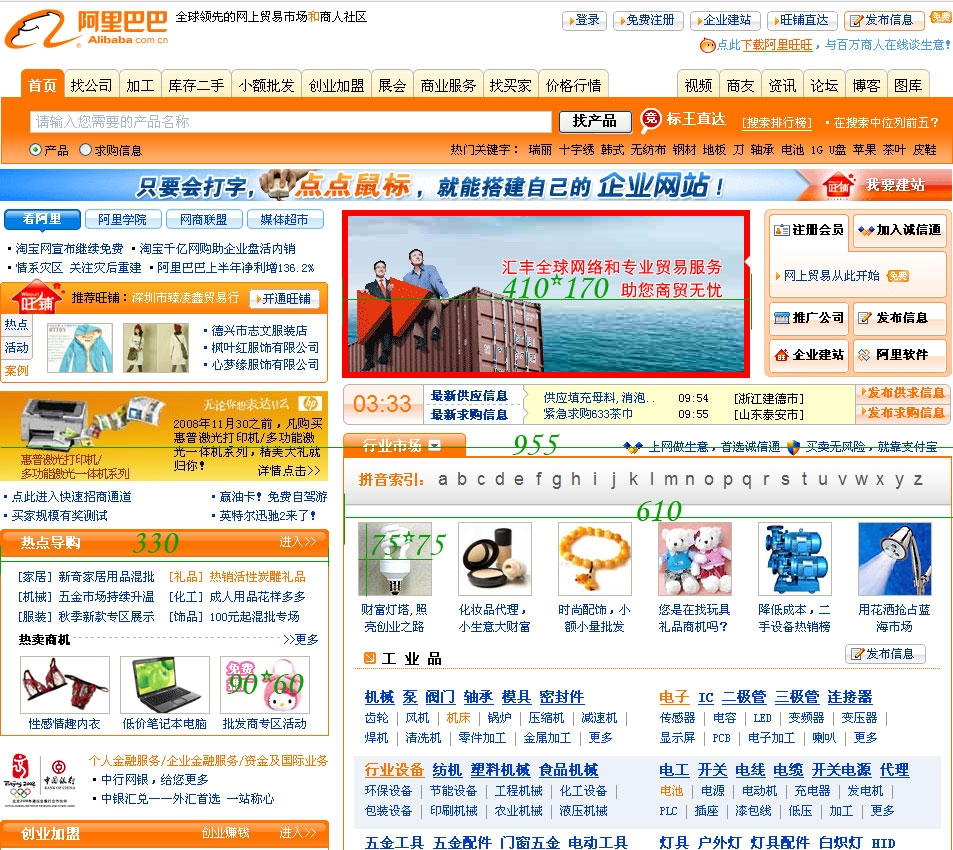 阿里巴巴
Alibaba.com.cn
全球领先的网上贸易市场和商人社区
登录 免费注册 企业建站 旺铺直达 发布信息 免费
点此下载阿里旺旺，与百万商人在线谈生意!
首页 找公司 加工 库存二手 小额批发 创业加盟 展会 商业服务 找买家 价格行情 视频 商友 资讯 论坛 博客 图库
请输入您需要的产品名称 找产品 竞 标王直达 [搜索排行榜] ·在搜索中位列前五?
产品 求购信息 热门关键字： 瑞丽 十字绣 韩式 无纺布 钢材 地板 刀 轴承 电池 1G U盘 苹果 茶叶 皮鞋
只要会打字，点点鼠标，就能搭建自己的 企业网站！ 旺铺 我要建站
看阿里 阿里学院 网商联盟 媒体超市
·淘宝网宣布继续免费 ·淘宝千亿网购助企业盘活内销
·情系灾区 关注灾后重建 ·阿里巴巴上半年净利增136.2%
旺铺 推荐旺铺：深圳市臻凌鑫贸易行 开通旺铺
热点
活动
案例
·德兴市志文服装店
·枫叶红服饰有限公司
·心梦缘服饰有限公司
汇丰全球网络和专业贸易服务
410*170 助您商贸无忧
注册会员 加入诚信通
网上贸易从此开始 免费
推广公司 发布信息
企业建站 阿里软件
无论你想表达什么 hp
2008年11月30之前，凡购买惠普激光打印机/多功能激光一体机系列，精美大礼就归你!
惠普激光打印机/
多功能激光一体机系列
详情点击>>
03:33 最新供应信息 供应填充母料,消泡.. 09:54 [浙江建德市] 发布供求信息
最新求购信息 紧急求购633茶巾 09:55 [山东泰安市] 发布求购信息
行业市场 955 上网做生意，首选诚信通 买卖无风险，就靠支付宝
拼音索引: a b c d e f g h i j k l m n o p q r s t u v w x y z
·点此进入快速招商通道 ·赢油卡! 免费自驾游
·买家规模有奖测试 ·英特尔迅驰2来了!
610
热点导购 330 进入>>
75*75
[家居] 新奇家居用品混批 [礼品] 热销活性炭雕礼品
[机械] 五金市场持续升温 [化工] 成人用品花样多多
[服装] 秋季新款专区展示 [饰品] 100元起混批专场
热卖商机 >>更多
财富灯塔,照亮创业之路
化妆品代理，小生意大财富
时尚配饰，小额小量批发
您是在找玩具礼品商机吗?
降低成本，二手设备热销榜
用花洒抢占蓝海市场
免费
90*60
性感情趣内衣 低价笔记本电脑 批发商专区活动
工 业 品 发布信息
机械 泵 阀门 轴承 模具 密封件
齿轮 | 风机 | 机床 | 锅炉 | 压缩机 | 减速机
焊机 | 清洗机 | 零件加工 | 金属加工 | 更多
电子 IC 二极管 三极管 连接器
传感器 | 电容 | LED | 变频器 | 变压器
显示屏 | PCB | 电子加工 | 喇叭 | 更多
Beijing 2008 中国银行
BANK OF CHINA
个人金融服务/企业金融服务/资金及国际业务
·中行网银，给您更多
·中银汇兑——外汇首选 一站称心
行业设备 纺机 塑料机械 食品机械
环保设备 | 节能设备 | 工程机械 | 化工设备
包装设备 | 印刷机械 | 农业机械 | 液压机械
电工 开关 电线 电缆 开关电源 代理
电池 | 电源 | 电动机 | 充电器 | 发电机
PLC | 插座 | 漆包线 | 低压 | 加工 | 更多
创业加盟 创业赚钱 进入>>
五金工具 五金配件 门窗五金 电动工具
灯具 户外灯 灯具配件 白炽灯 HID